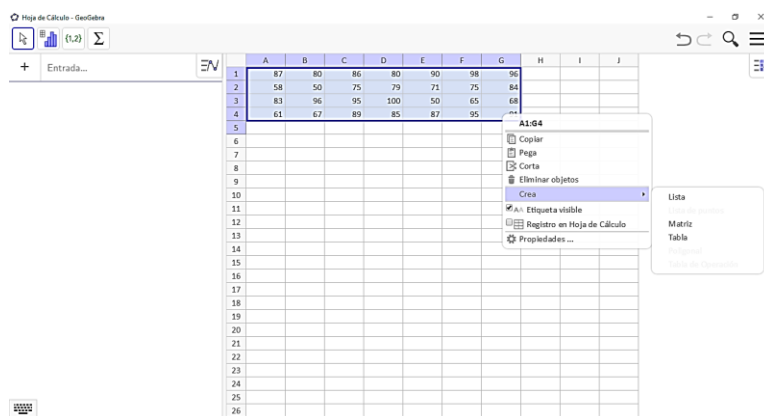 Hoja de Cálculo - GeoGebra
{1,2} Σ
+ Entrada...
A B C D E F G H I J
1 87 80 86 80 90 98 96
2 58 50 75 79 71 75 84
3 83 96 95 100 50 65 68
4 61 67 89 85 87 95
5
A1:G4
6
Copiar
7
Pega
8
Corta
9
Eliminar objetos
10
Crea
Lista
11
AA Etiqueta visible
12
Registro en Hoja de Cálculo
Matriz
13
Propiedades ...
Tabla
14
15
16
17
18
19
20
21
22
23
24
25
26